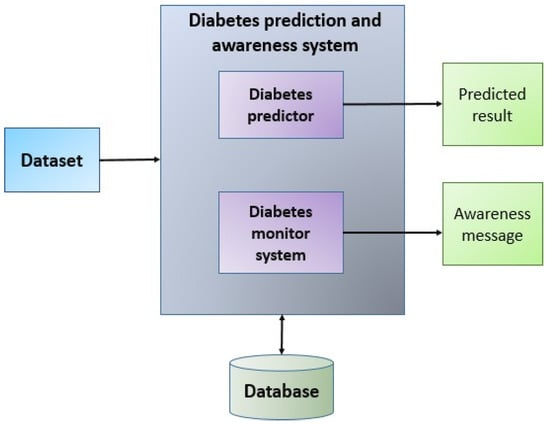 Diabetes prediction and
awareness system
Diabetes
predictor
Predicted
result
Dataset
Diabetes
monitor
system
Awareness
message
Database